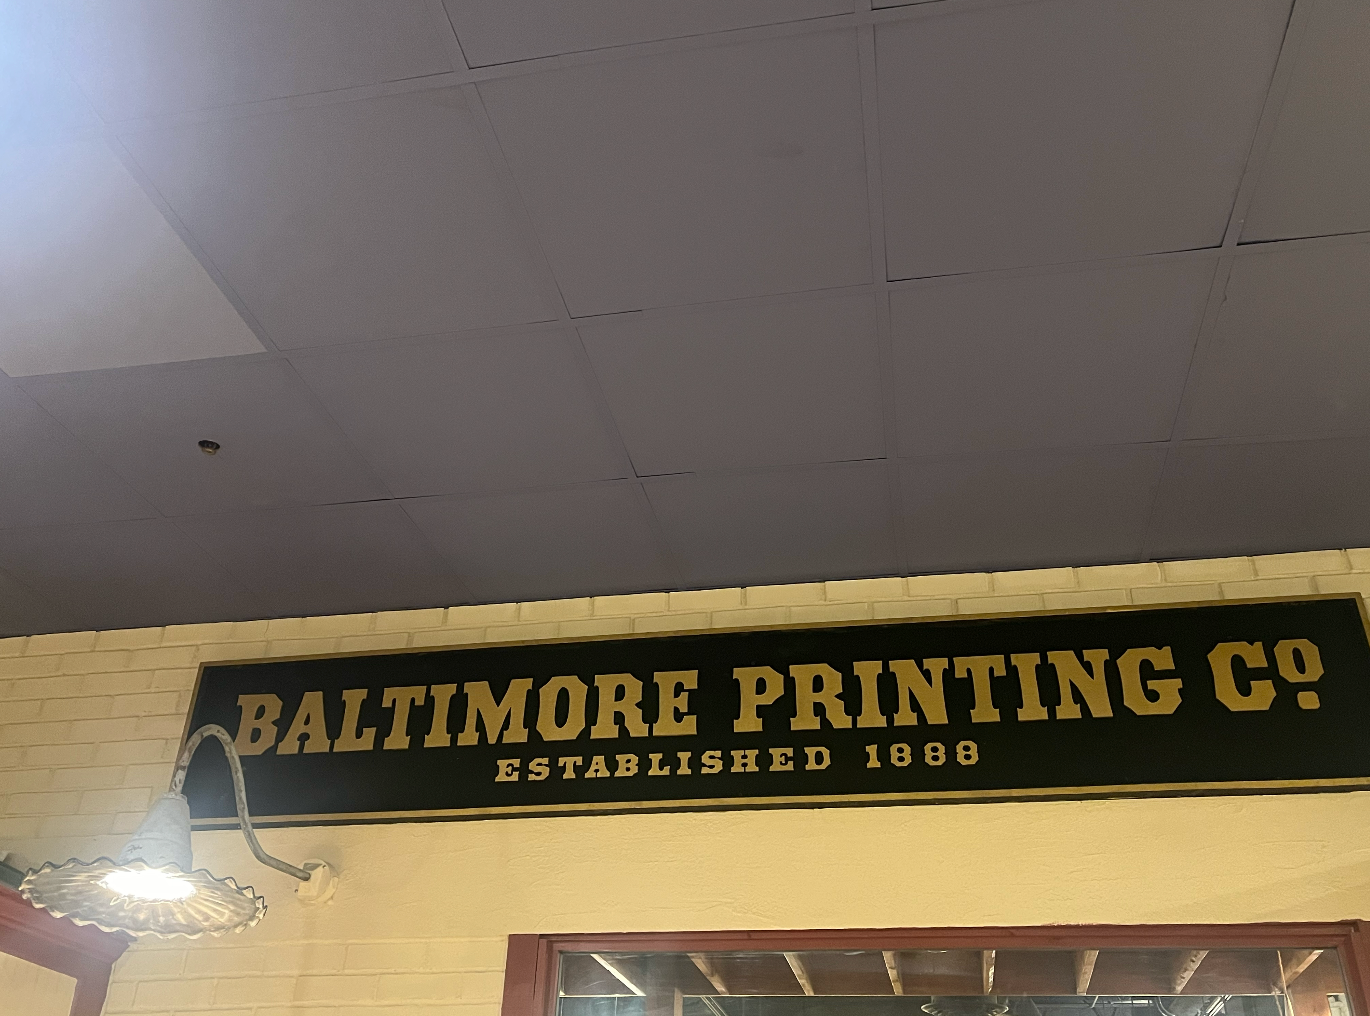 BALTIMORE PRINTING Cº
ESTABLISHED 1888